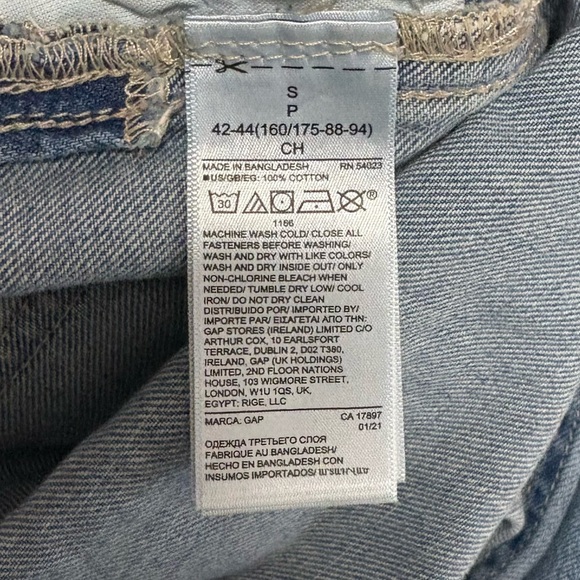 S
P
42-44(160/175-88-94)
CH
MADE IN BANGLADESH RN 54023
■US/GB/EG: 100% COTTON
30 ®
1166
MACHINE WASH COLD/ CLOSE ALL
FASTENERS BEFORE WASHING/
WASH AND DRY WITH LIKE COLORS/
WASH AND DRY INSIDE OUT/ ONLY
NON-CHLORINE BLEACH WHEN
NEEDED/ TUMBLE DRY LOW/ COOL
IRON/ DO NOT DRY CLEAN
DISTRIBUIDO POR/ IMPORTED BY/
IMPORTE PAR/ ΕΙΣΑΓΕΤΑΙ ΑΠΟ ΤΗΝ:
GAP STORES (IRELAND) LIMITED C/O
ARTHUR COX, 10 EARLSFORT
TERRACE, DUBLIN 2, D02 T380,
IRELAND, GAP (UK HOLDINGS)
LIMITED, 2ND FLOOR NATIONS
HOUSE, 103 WIGMORE STREET,
LONDON, W1U 1QS, UK,
EGYPT: RIGE, LLC
MARCA: GAP CA 17897
01/21
ОДЕЖДА ТРЕТЬЕГО СЛОЯ
FABRIQUE AU BANGLADESH/
HECHO EN BANGLADESH CON
INSUMOS IMPORTADOS/